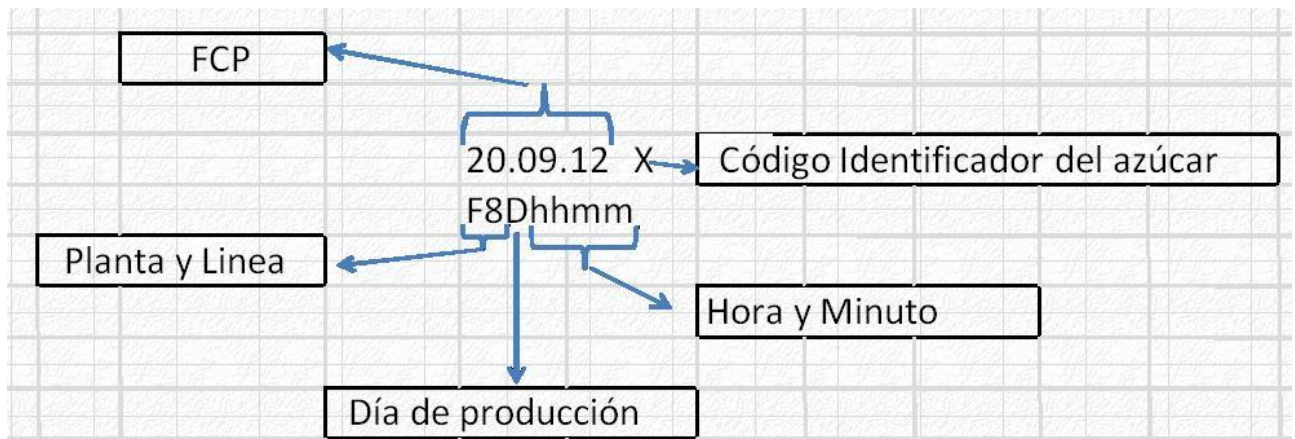 FCP
20.09.12 X
Código Identificador del azúcar
F8Dhhmm
Planta y Linea
Hora y Minuto
Día de producción